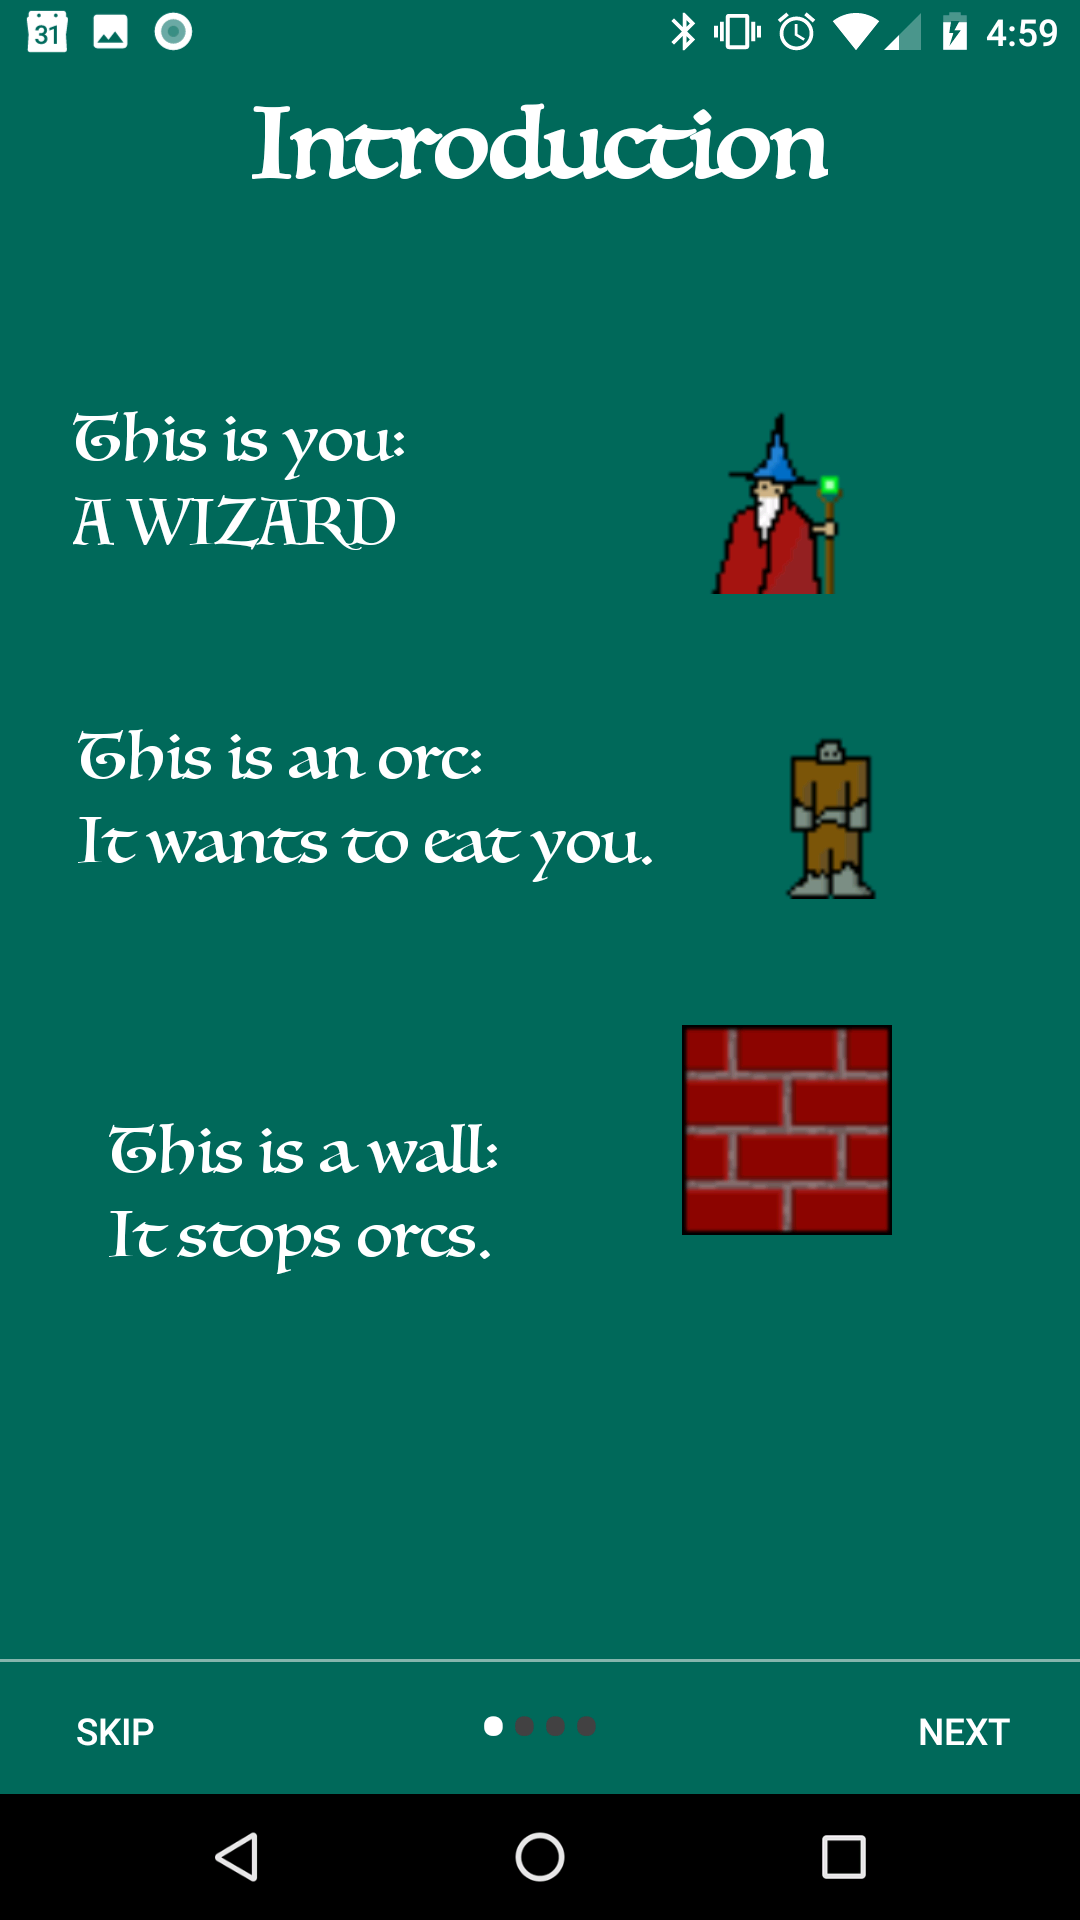 31
4:59
Introduction
This is you:
A WIZARD
This is an orc:
It wants to eat you.
This is a wall:
It stops orcs.
SKIP
NEXT